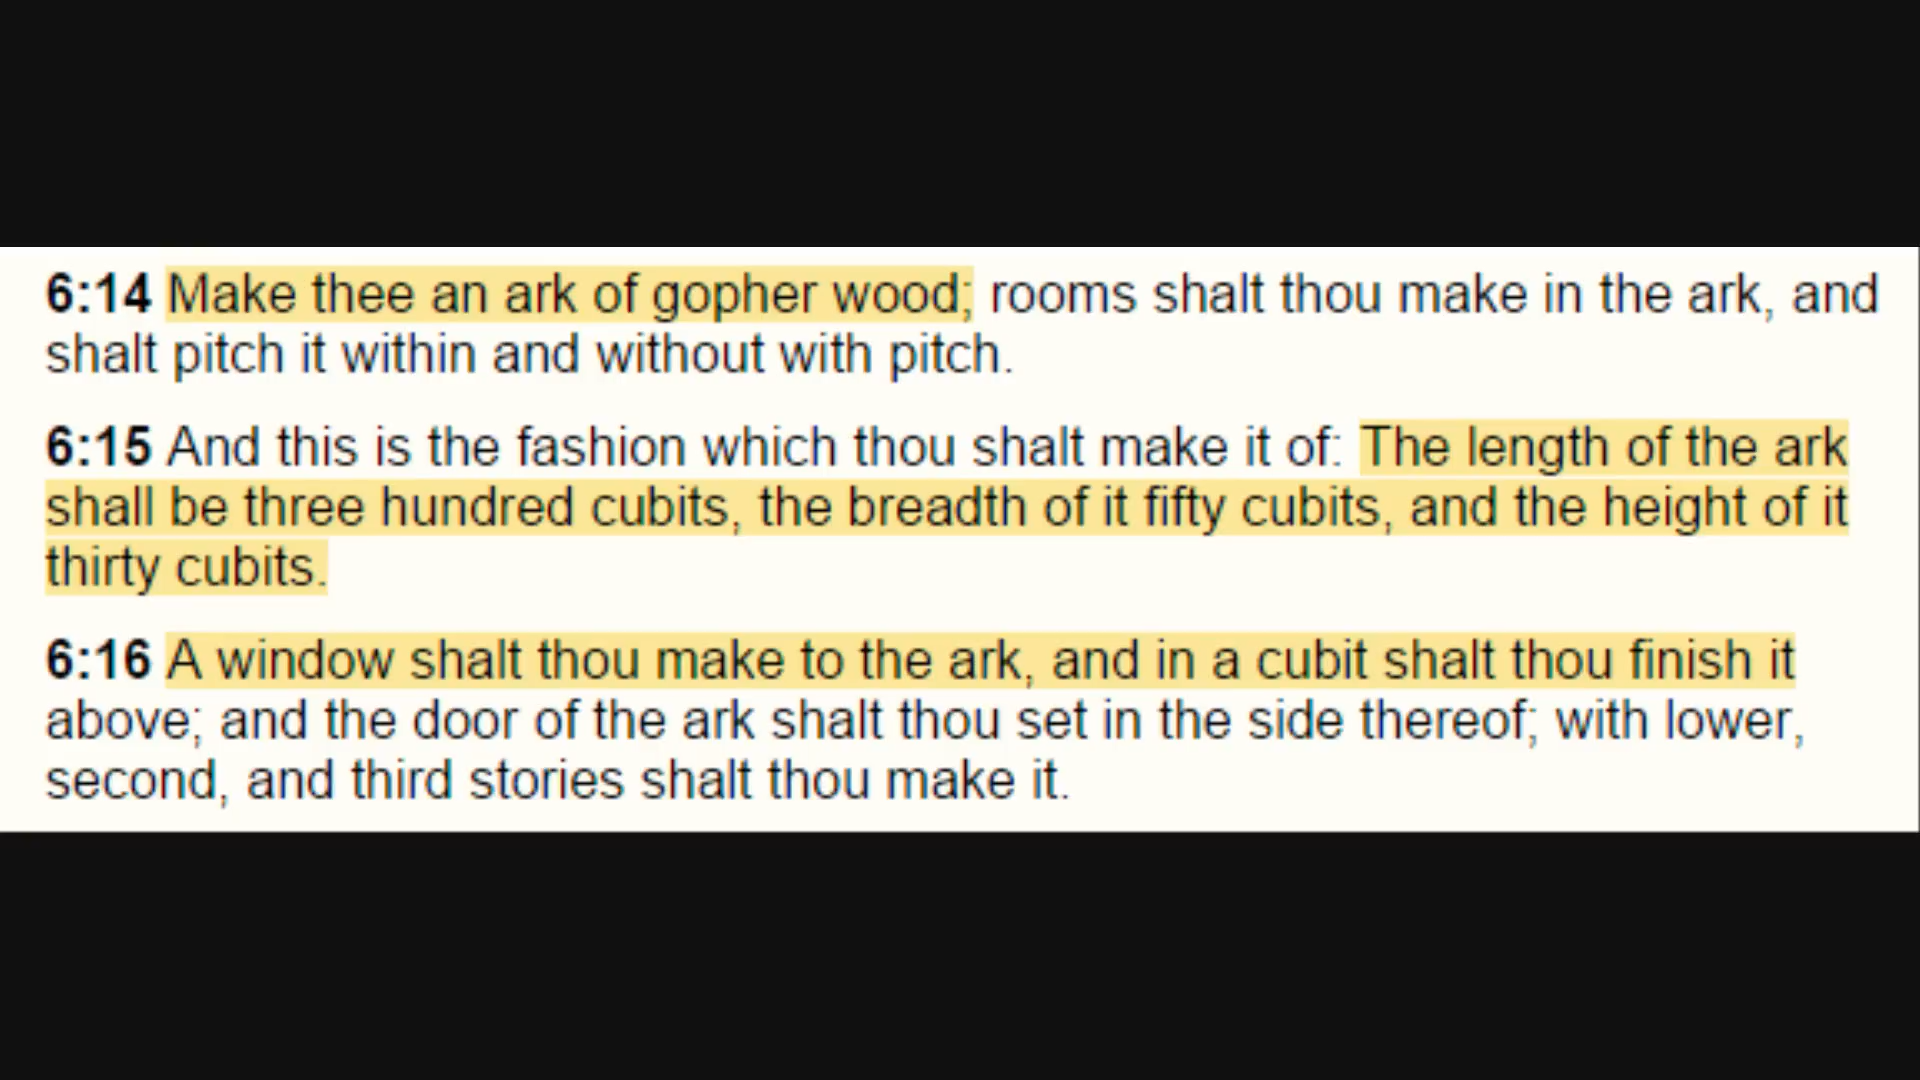 6:14 Make thee an ark of gopher wood; rooms shalt thou make in the ark, and
shalt pitch it within and without with pitch.
6:15 And this is the fashion which thou shalt make it of: The length of the ark
shall be three hundred cubits, the breadth of it fifty cubits, and the height of it
thirty cubits.
6:16 A window shalt thou make to the ark, and in a cubit shalt thou finish it
above; and the door of the ark shalt thou set in the side thereof; with lower,
second, and third stories shalt thou make it.